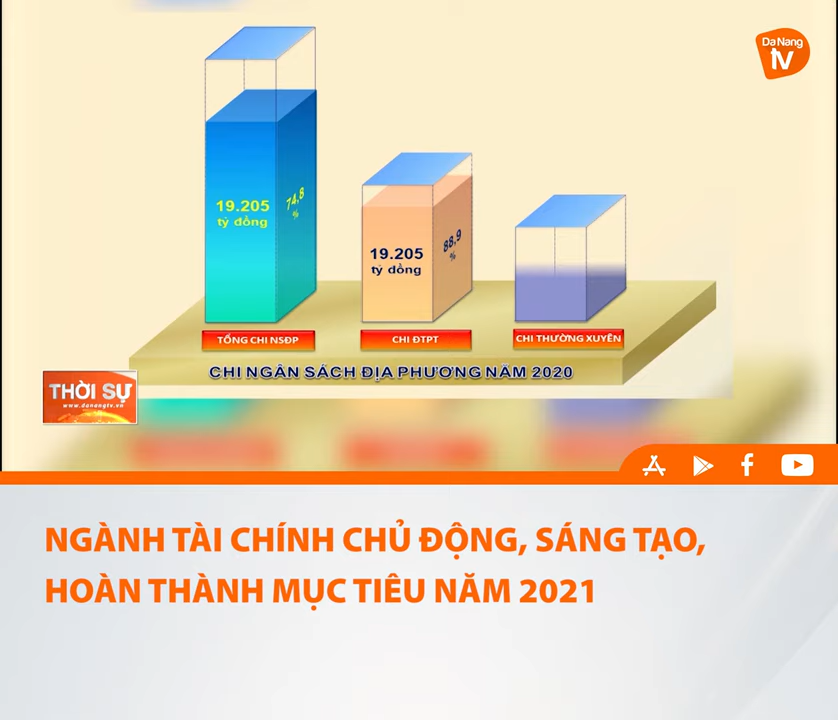 Da Nang
tv
19.205
tỷ đồng
74,8
%
19.205
tỷ đồng
88,9
%
TỔNG CHI NSĐP
CHI ĐTPT
CHI THƯỜNG XUYÊN
CHI NGÂN SÁCH ĐỊA PHƯƠNG NĂM 2020
THỜI SỰ
www.danangtv.vn
NGÀNH TÀI CHÍNH CHỦ ĐỘNG, SÁNG TẠO,
HOÀN THÀNH MỤC TIÊU NĂM 2021